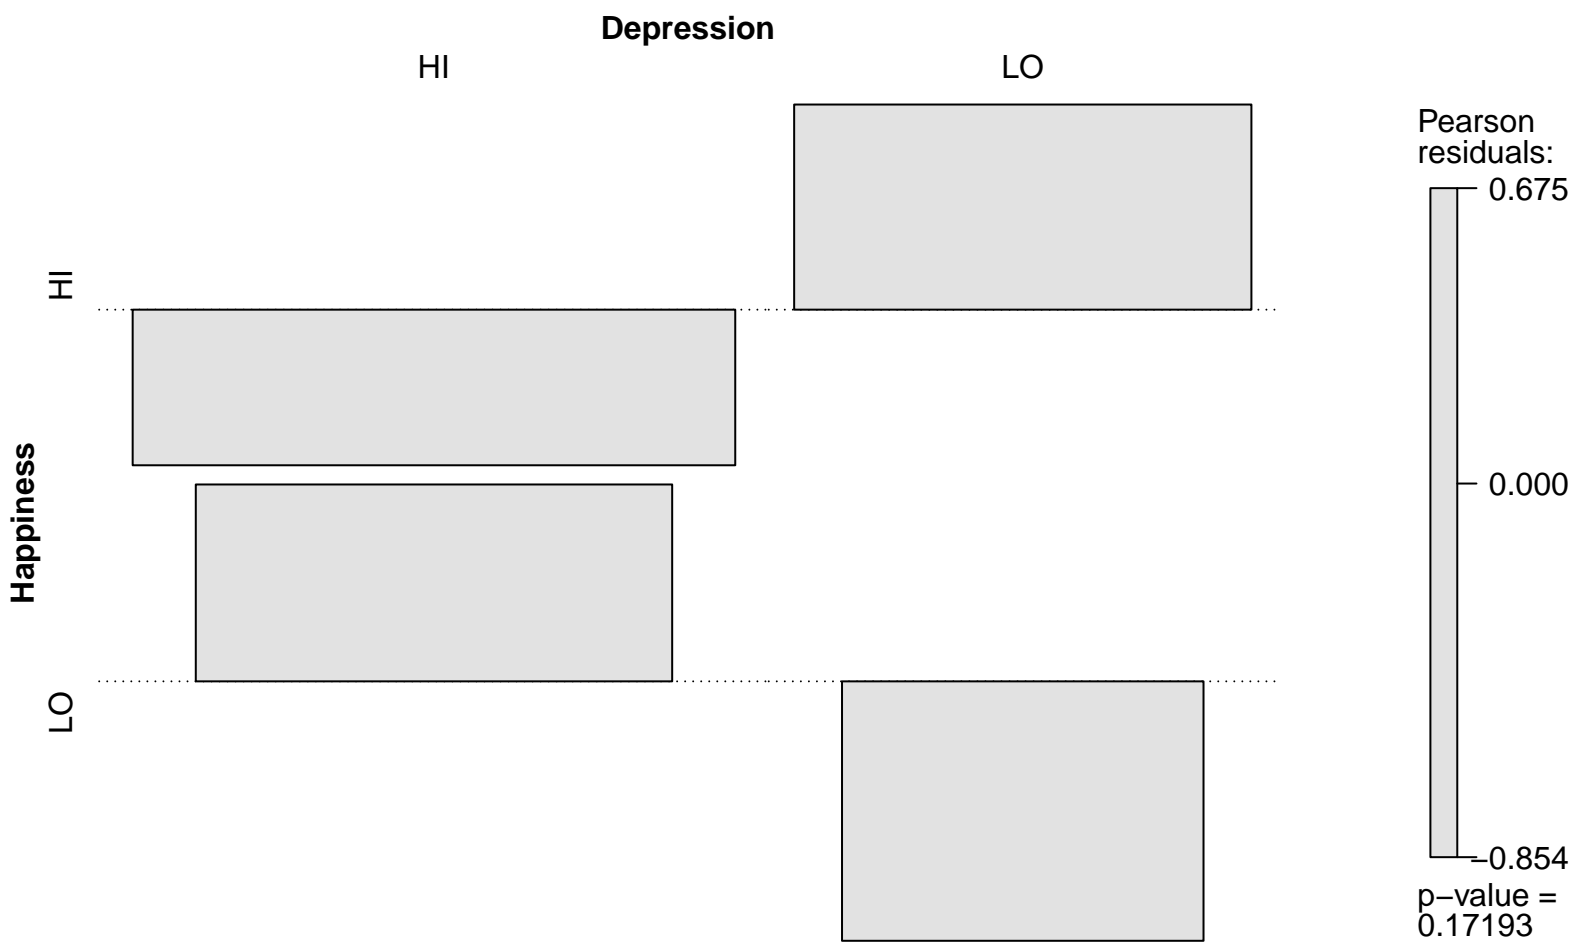 Depression
HI
LO
Pearson
residuals:
0.675
HI
Happiness
0.000
LO
−0.854
p−value =
0.17193